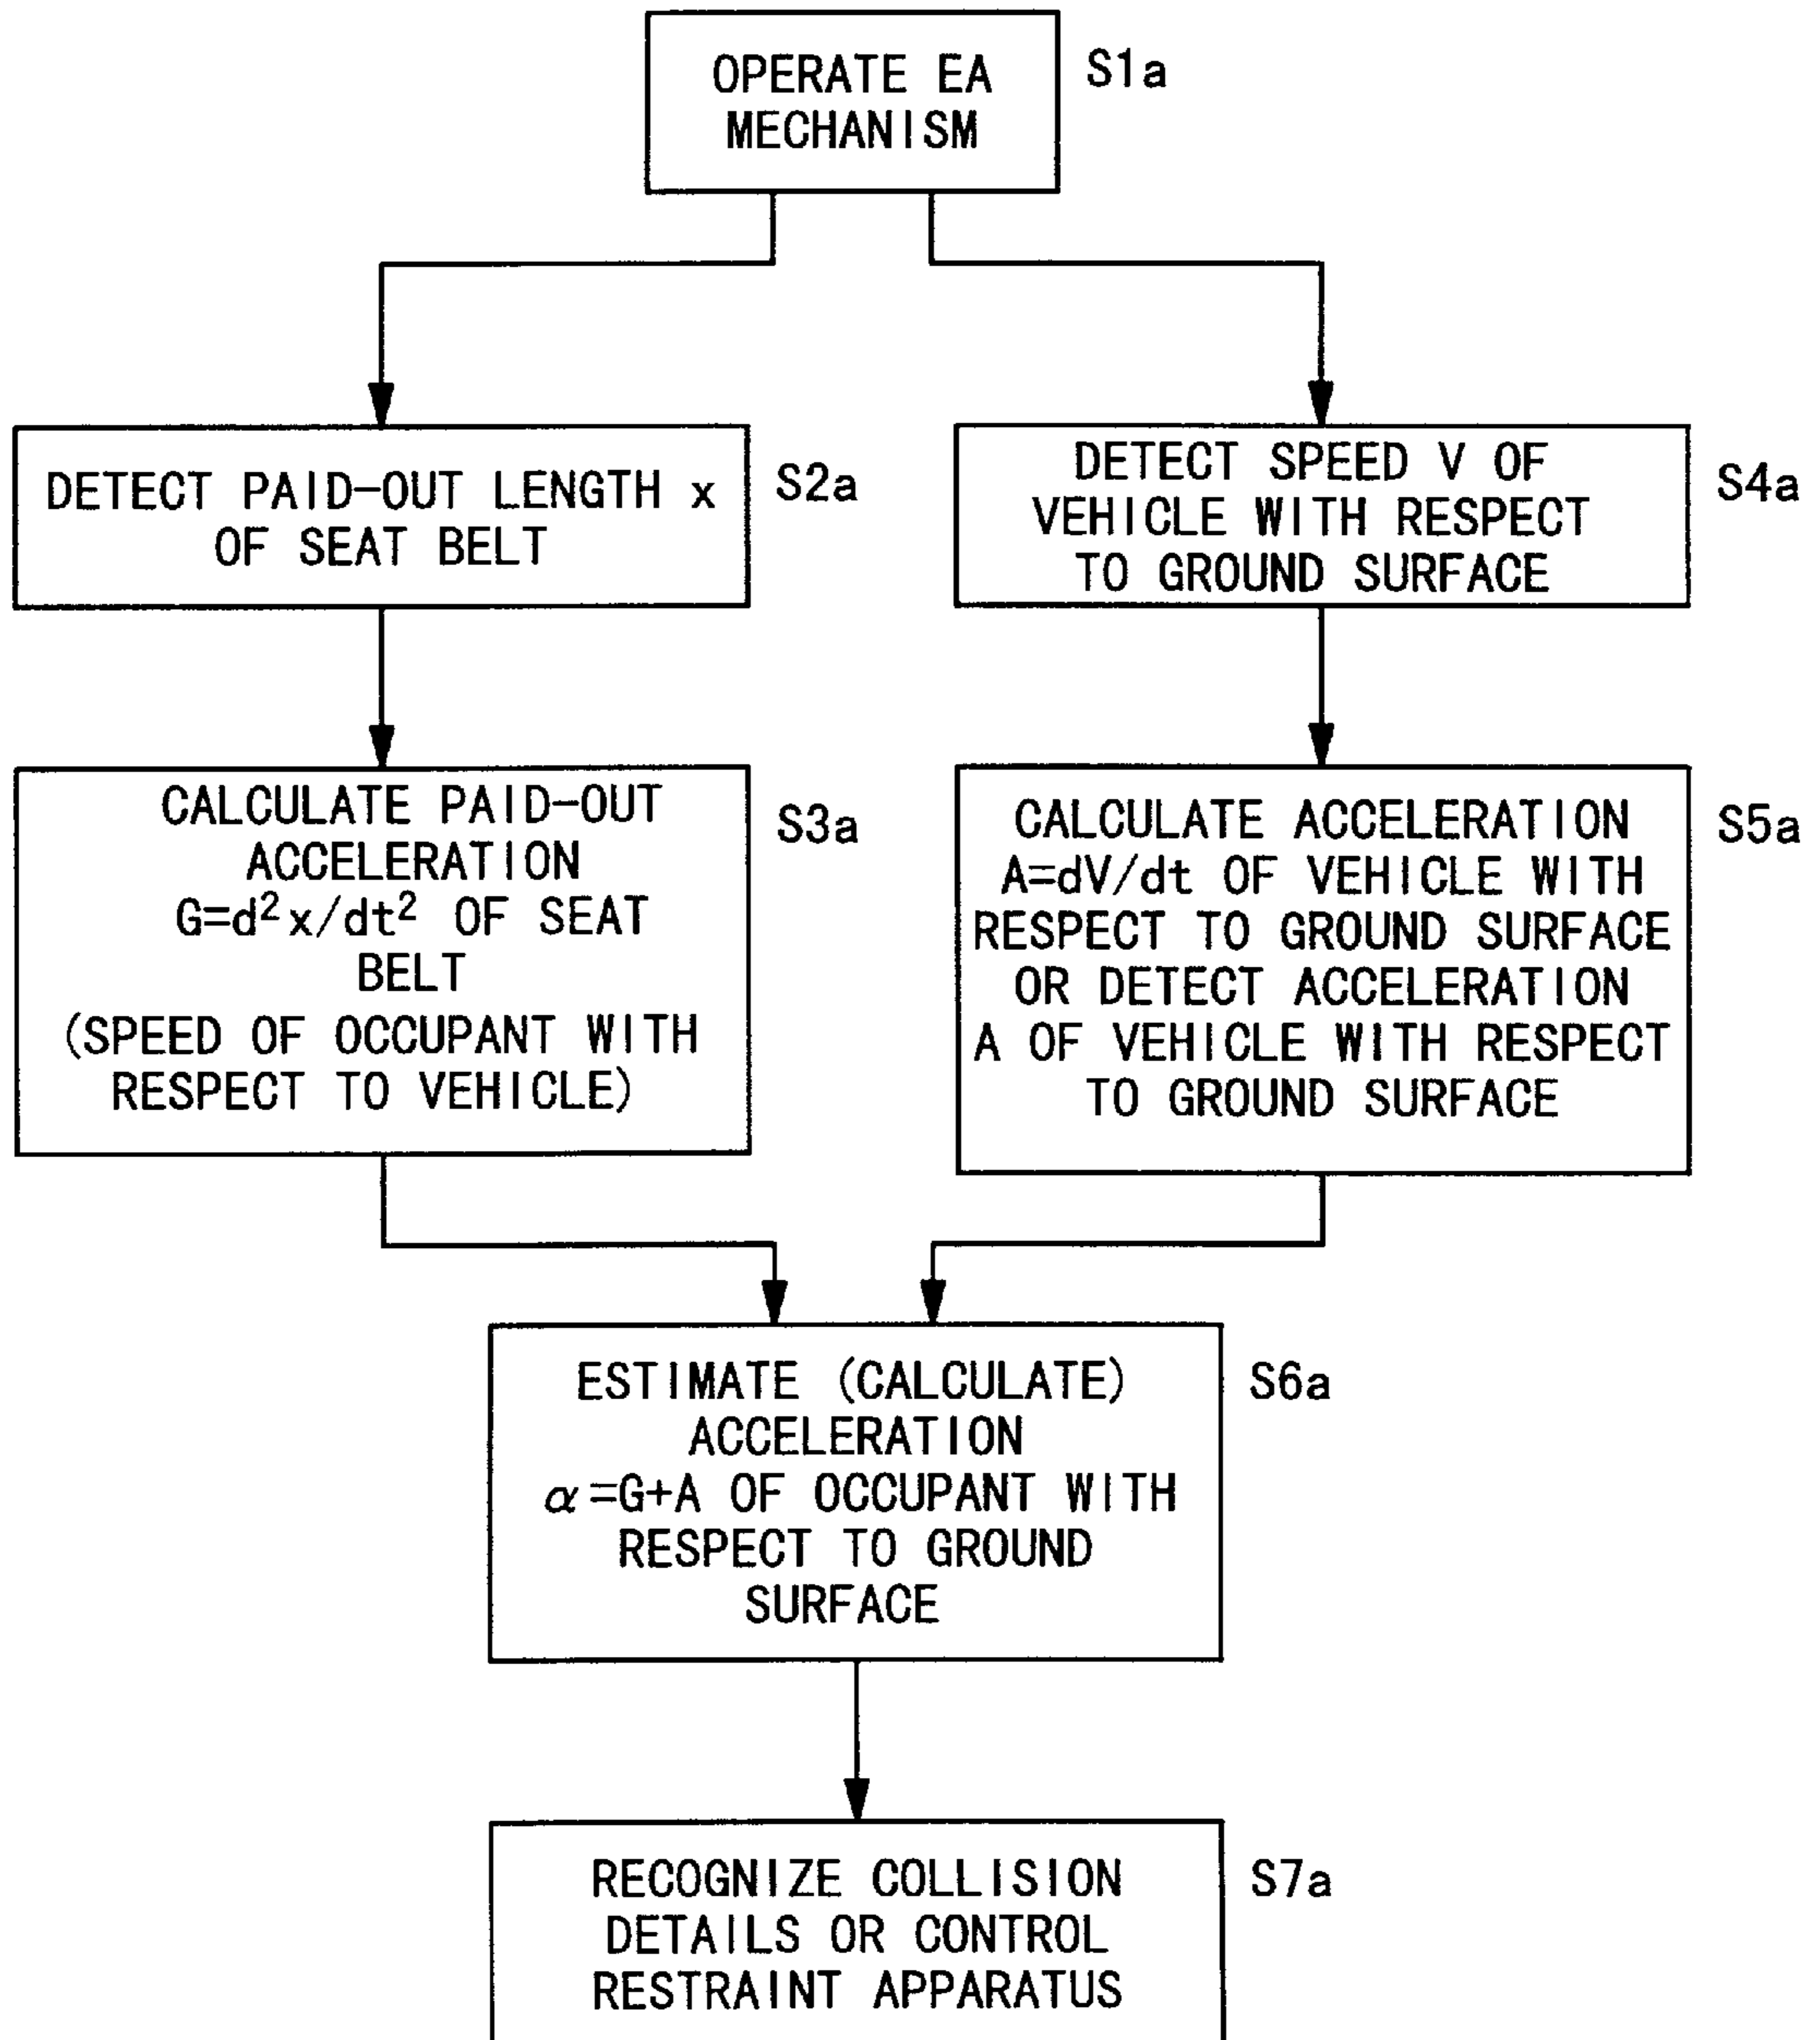 OPERATE EA
MECHANISM
S1a
DETECT PAID-OUT LENGTH x
OF SEAT BELT
S2a
DETECT SPEED V OF
VEHICLE WITH RESPECT
TO GROUND SURFACE
S4a
CALCULATE PAID-OUT
ACCELERATION
G=d²x/dt² OF SEAT
BELT
(SPEED OF OCCUPANT WITH
RESPECT TO VEHICLE)
S3a
CALCULATE ACCELERATION
A=dV/dt OF VEHICLE WITH
RESPECT TO GROUND SURFACE
OR DETECT ACCELERATION
A OF VEHICLE WITH RESPECT
TO GROUND SURFACE
S5a
ESTIMATE (CALCULATE)
ACCELERATION
α=G+A OF OCCUPANT WITH
RESPECT TO GROUND
SURFACE
S6a
RECOGNIZE COLLISION
DETAILS OR CONTROL
RESTRAINT APPARATUS
S7a